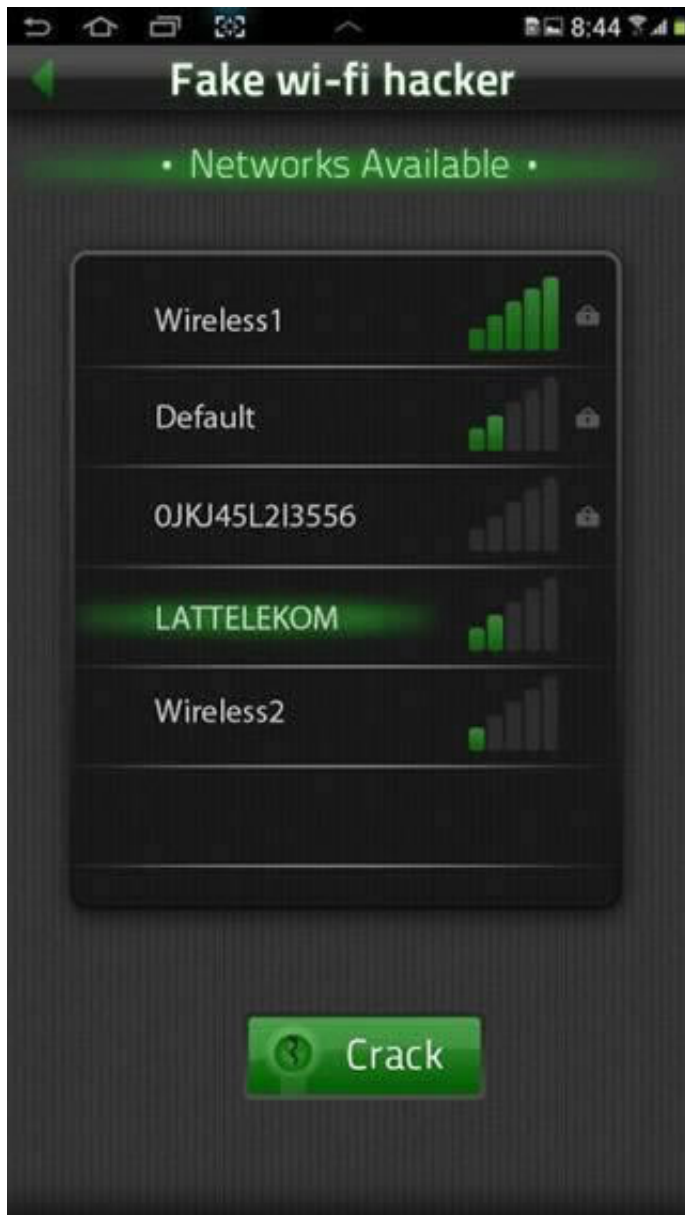 8:44
Fake wi-fi hacker
• Networks Available •
Wireless1
Default
0JKJ45L2I3556
LATTELEKOM
Wireless2
Crack